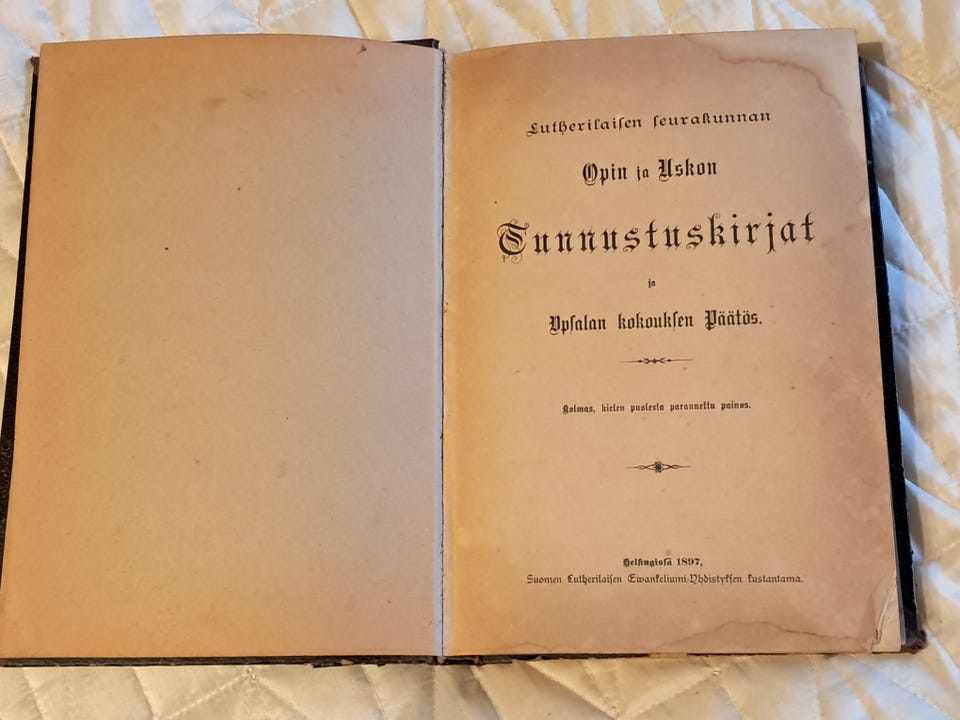 Lutherilaiſen ſeurakunnan
Opin ja Uskon
Tunnustuskirjat
ja
Ypſalan kokoukſen Päätös.
Kolmas, kielen puolesta parannettu painos.
Helſingisſä 1897,
Suomen Lutherilaiſen Ewankeliumi-Yhdistykſen kustantama.